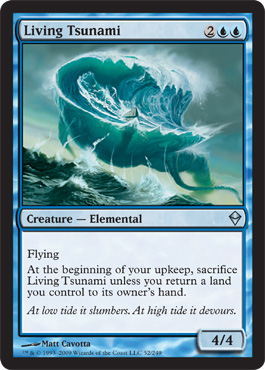 Living Tsunami 2
Creature — Elemental
Flying
At the beginning of your upkeep, sacrifice
Living Tsunami unless you return a land
you control to its owner's hand.
At low tide it slumbers. At high tide it devours.
Matt Cavotta
™ & © 1993–2009 Wizards of the Coast LLC 52/249
4/4